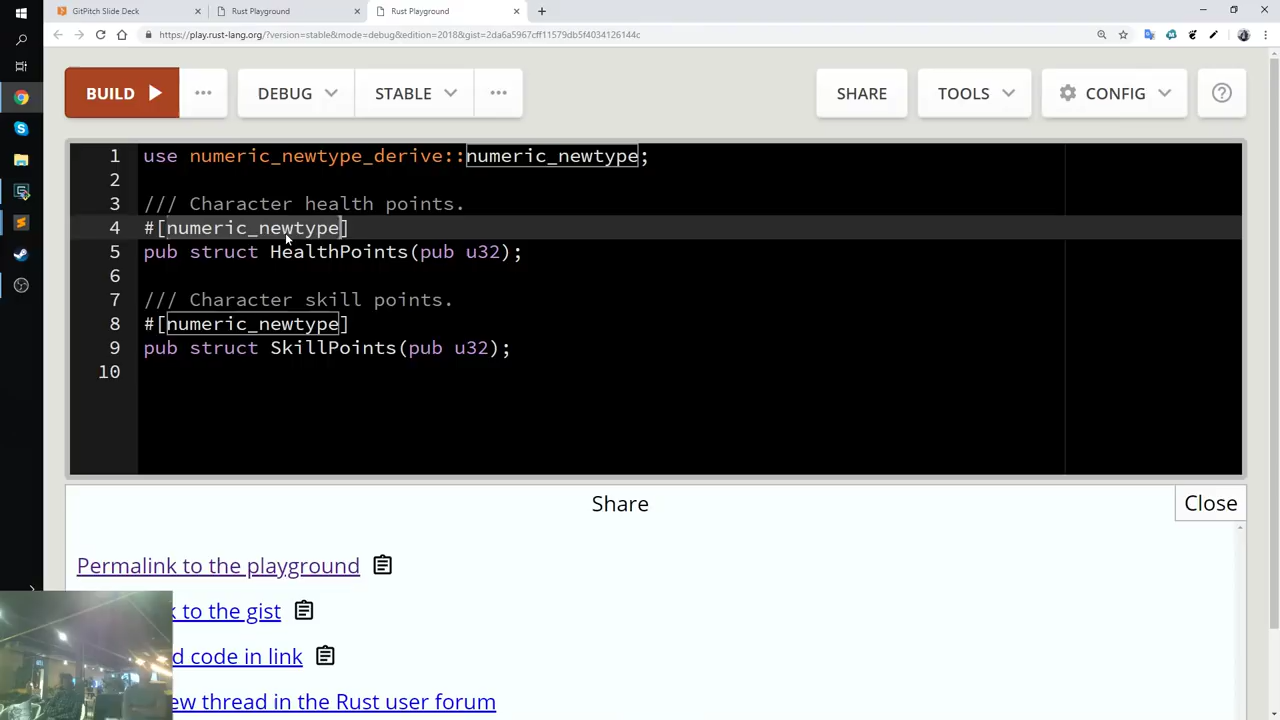 GitPitch Slide Deck
Rust Playground
Rust Playground
https://play.rust-lang.org/?version=stable&mode=debug&edition=2018&gist=2da6a5967cff11579db5f4034126144c
BUILD
DEBUG
STABLE
SHARE
TOOLS
CONFIG
1 use numeric_newtype_derive::numeric_newtype;
2
3 /// Character health points.
4 #[numeric_newtype]
5 pub struct HealthPoints(pub u32);
6
7 /// Character skill points.
8 #[numeric_newtype]
9 pub struct SkillPoints(pub u32);
10
Share
Close
Permalink to the playground
to the gist
code in link
thread in the Rust user forum